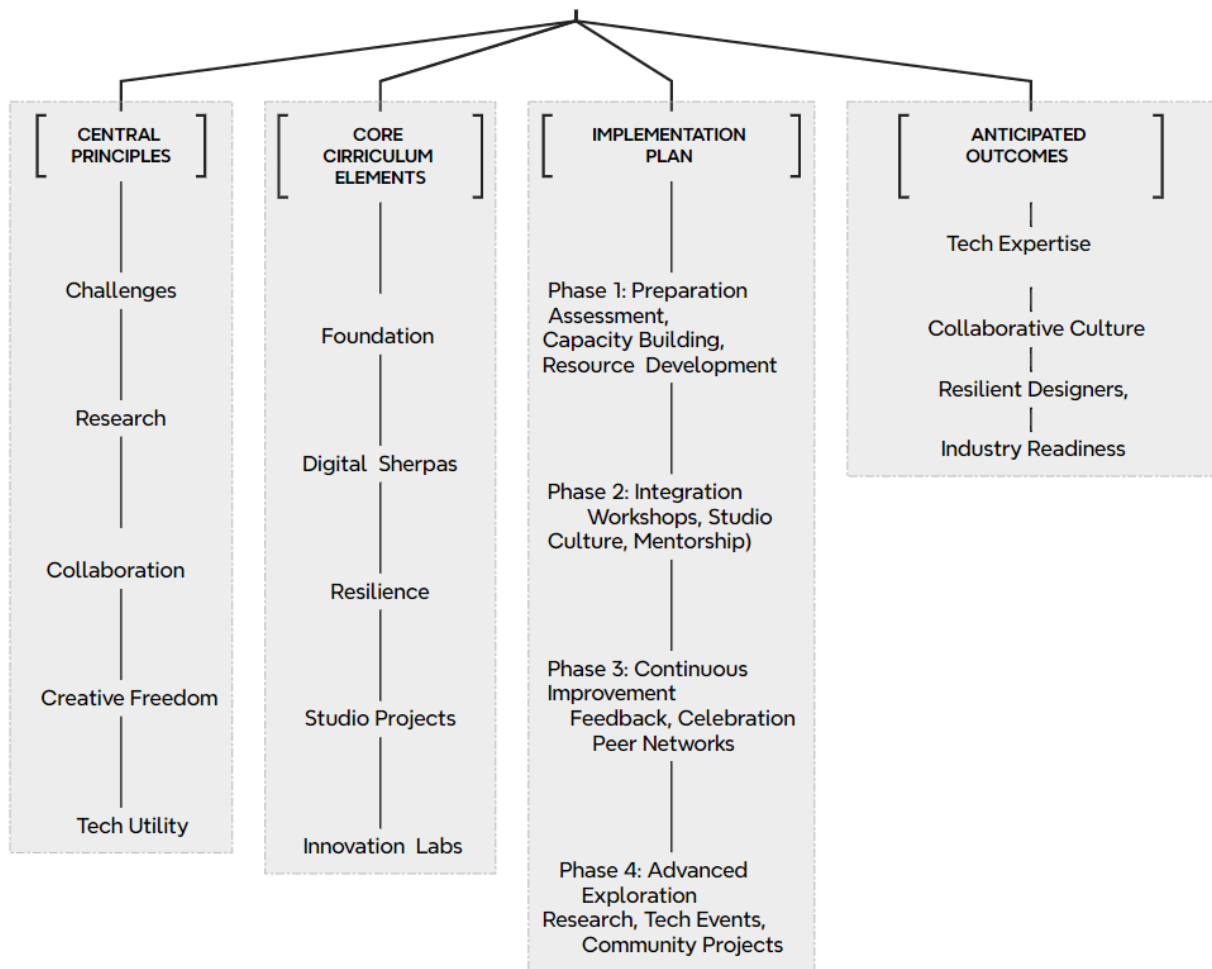 CENTRAL
PRINCIPLES
Challenges
Research
Collaboration
Creative Freedom
Tech Utility
CORE
CIRRICULUM
ELEMENTS
Foundation
Digital Sherpas
Resilience
Studio Projects
Innovation Labs
IMPLEMENTATION
PLAN
Phase 1: Preparation
Assessment,
Capacity Building,
Resource Development
Phase 2: Integration
Workshops, Studio
Culture, Mentorship)
Phase 3: Continuous
Improvement
Feedback, Celebration
Peer Networks
Phase 4: Advanced
Exploration
Research, Tech Events,
Community Projects
ANTICIPATED
OUTCOMES
Tech Expertise
Collaborative Culture
Resilient Designers,
Industry Readiness